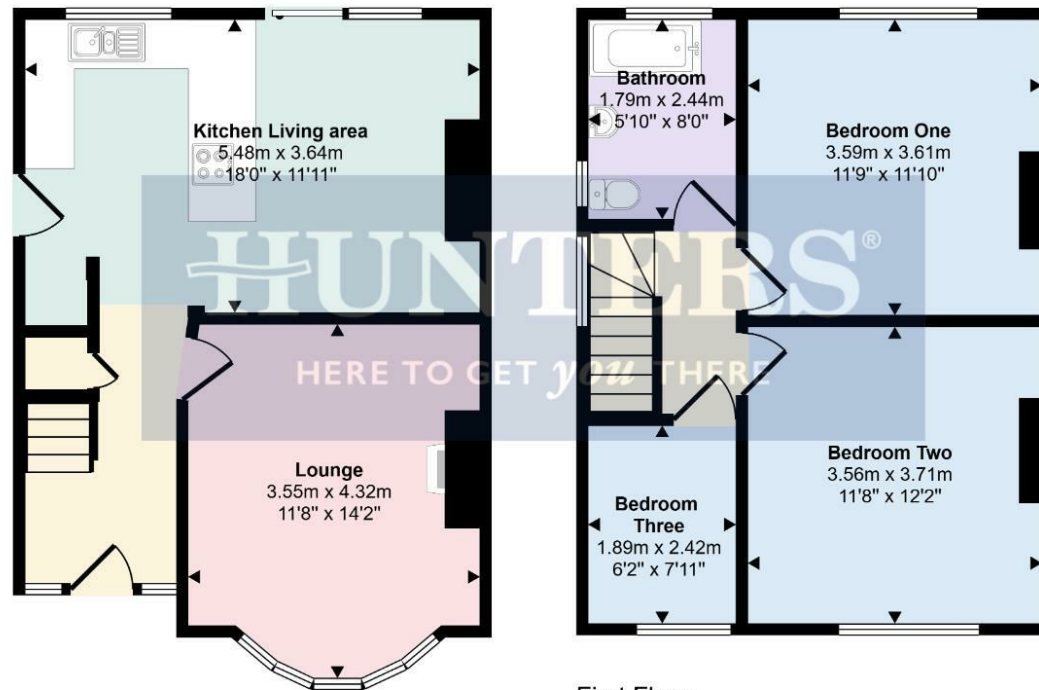 Kitchen Living area
5.48m x 3.64m
18'0" x 11'11"
Lounge
3.55m x 4.32m
11'8" x 14'2"
Bathroom
1.79m x 2.44m
5'10" x 8'0"
Bedroom One
3.59m x 3.61m
11'9" x 11'10"
Bedroom Two
3.56m x 3.71m
11'8" x 12'2"
Bedroom
Three
1.89m x 2.42m
6'2" x 7'11"
HUNTERS®
HERE TO GET you THERE
First Floor